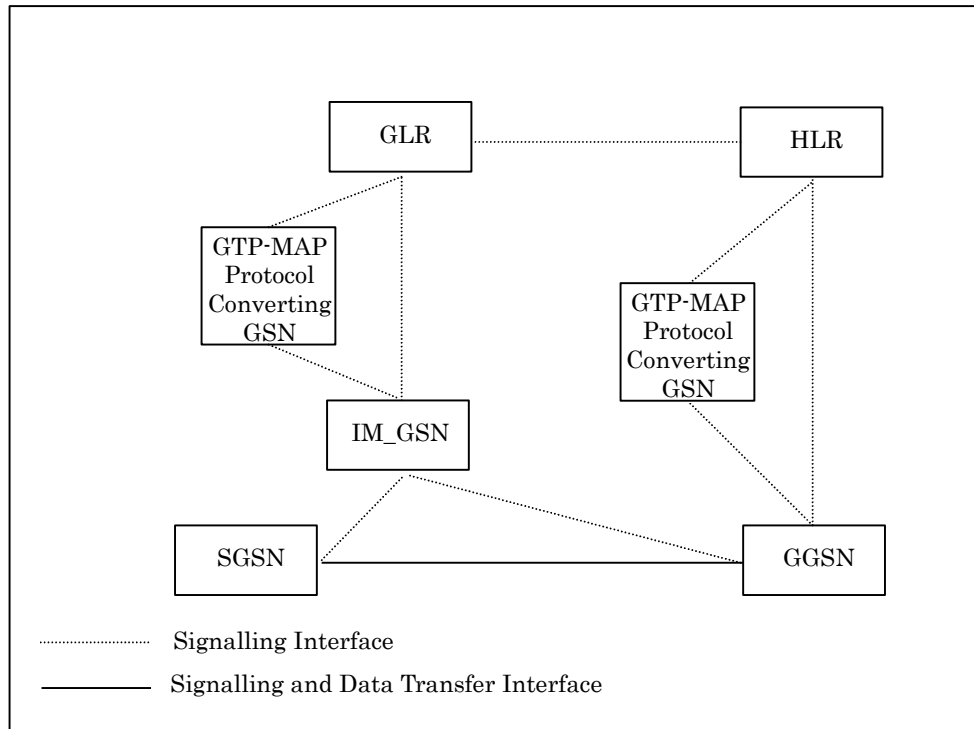 GLR
HLR
GTP-MAP
Protocol
Converting
GSN
GTP-MAP
Protocol
Converting
GSN
IM_GSN
SGSN
GGSN
Signalling Interface
Signalling and Data Transfer Interface